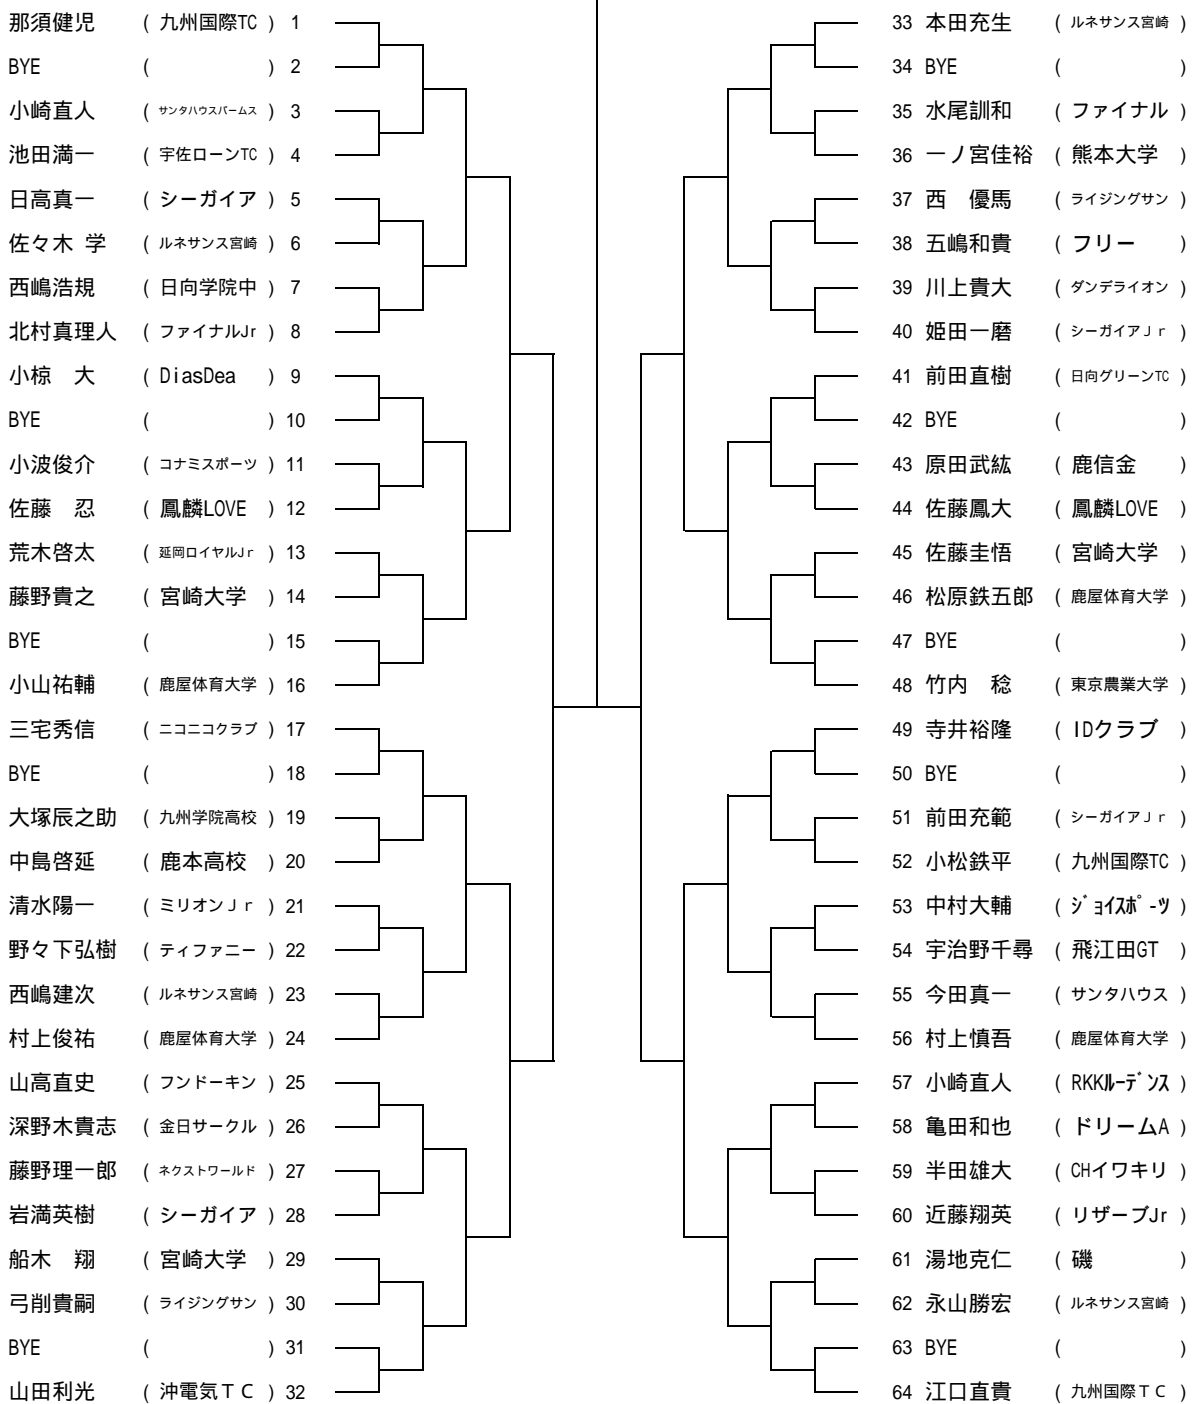 那須健児 ( 九州国際TC ) 1
BYE ( ) 2
小崎直人 ( サンタハウスパームス ) 3
池田満一 ( 宇佐ローンTC ) 4
日高真一 ( シーガイア ) 5
佐々木 学 ( ルネサンス宮崎 ) 6
西嶋浩規 ( 日向学院中 ) 7
北村真理人 ( ファイナルJr ) 8
小椋　大 ( DiasDea ) 9
BYE ( ) 10
小波俊介 ( コナミスポーツ ) 11
佐藤　忍 ( 鳳麟LOVE ) 12
荒木啓太 ( 延岡ロイヤルJr ) 13
藤野貴之 ( 宮崎大学 ) 14
BYE ( ) 15
小山祐輔 ( 鹿屋体育大学 ) 16
三宅秀信 ( ニコニコクラブ ) 17
BYE ( ) 18
大塚辰之助 ( 九州学院高校 ) 19
中島啓延 ( 鹿本高校 ) 20
清水陽一 ( ミリオンＪｒ ) 21
野々下弘樹 ( ティファニー ) 22
西嶋建次 ( ルネサンス宮崎 ) 23
村上俊祐 ( 鹿屋体育大学 ) 24
山高直史 ( フンドーキン ) 25
深野木貴志 ( 金日サークル ) 26
藤野理一郎 ( ネクストワールド ) 27
岩満英樹 ( シーガイア ) 28
船木　翔 ( 宮崎大学 ) 29
弓削貴嗣 ( ライジングサン ) 30
BYE ( ) 31
山田利光 ( 沖電気ＴＣ ) 32
33 本田充生 ( ルネサンス宮崎 )
34 BYE ( )
35 水尾訓和 ( ファイナル )
36 一ノ宮佳裕 ( 熊本大学 )
37 西　優馬 ( ライジングサン )
38 五嶋和貴 ( フリー )
39 川上貴大 ( ダンデライオン )
40 姫田一磨 ( シーガイアＪｒ )
41 前田直樹 ( 日向グリーンTC )
42 BYE ( )
43 原田武紘 ( 鹿信金 )
44 佐藤鳳大 ( 鳳麟LOVE )
45 佐藤圭悟 ( 宮崎大学 )
46 松原鉄五郎 ( 鹿屋体育大学 )
47 BYE ( )
48 竹内　稔 ( 東京農業大学 )
49 寺井裕隆 ( IDクラブ )
50 BYE ( )
51 前田充範 ( シーガイアＪｒ )
52 小松鉄平 ( 九州国際TC )
53 中村大輔 ( ｼﾞｮｲｽﾎﾟ-ﾂ )
54 宇治野千尋 ( 飛江田GT )
55 今田真一 ( サンタハウス )
56 村上慎吾 ( 鹿屋体育大学 )
57 小崎直人 ( RKKﾙｰﾃﾞﾝｽ )
58 亀田和也 ( ドリームA )
59 半田雄大 ( CHイワキリ )
60 近藤翔英 ( リザーブJr )
61 湯地克仁 ( 磯 )
62 永山勝宏 ( ルネサンス宮崎 )
63 BYE ( )
64 江口直貴 ( 九州国際ＴＣ )